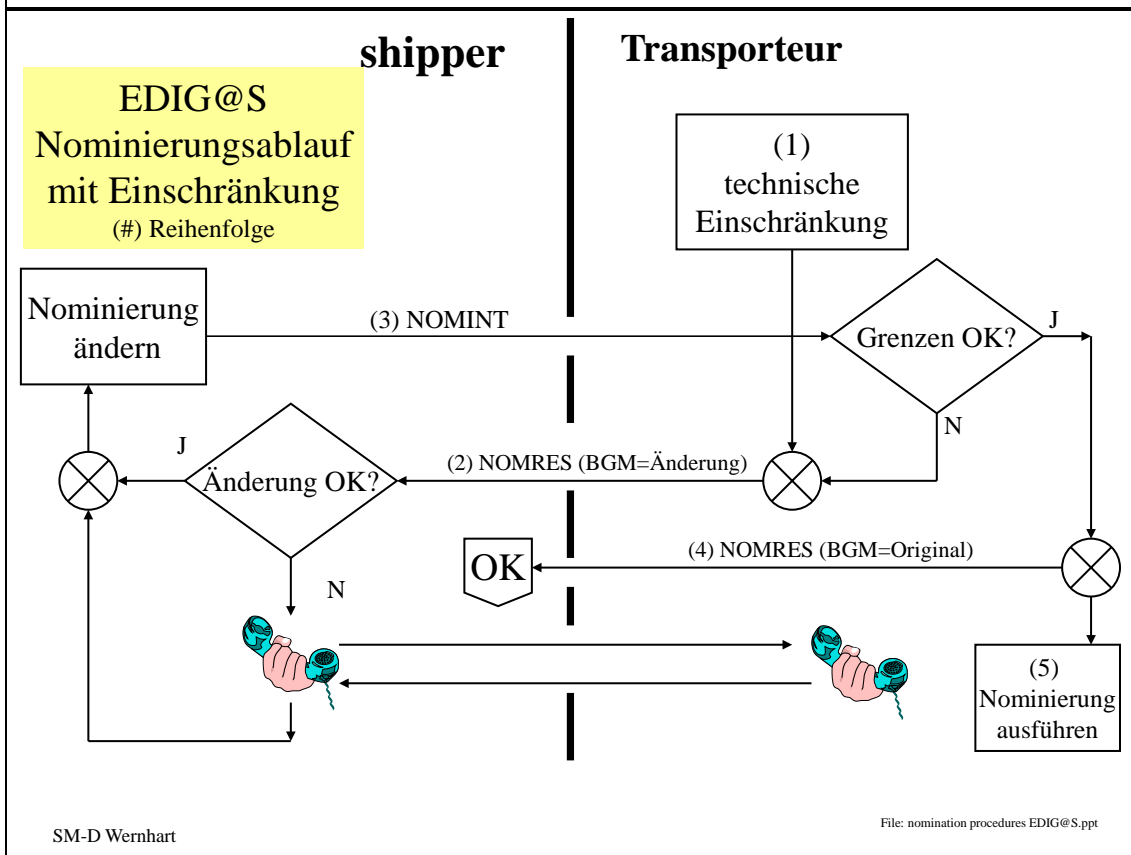 shipper
Transporteur
EDIG@S
Nominierungsablauf
mit Einschränkung
(#) Reihenfolge
(1)
technische
Einschränkung
Nominierung
ändern
(3) NOMINT
Grenzen OK?
J
N
J
Änderung OK?
(2) NOMRES (BGM=Änderung)
N
OK
(4) NOMRES (BGM=Original)
(5)
Nominierung
ausführen
SM-D Wernhart
File: nomination procedures EDIG@S.ppt